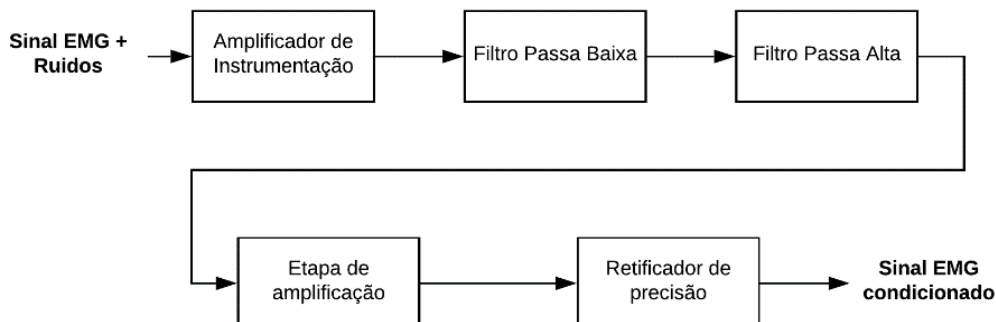 Sinal EMG +
Ruidos
Amplificador de
Instrumentação
Filtro Passa Baixa
Filtro Passa Alta
Etapa de
amplificação
Retificador de
precisão
Sinal EMG
condicionado